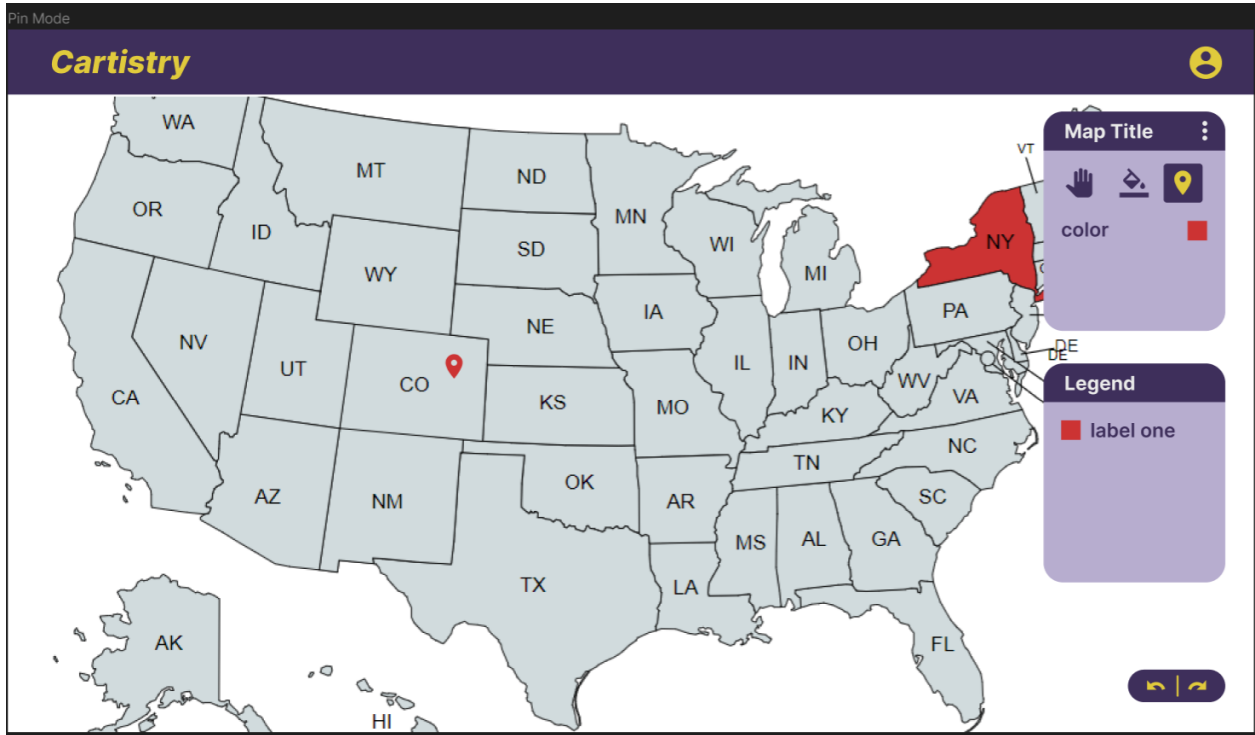 Pin Mode
Cartistry
WA
MT
ND
MN
VT
Map Title
OR
ID
SD
WI
MI
NY
color
WY
IA
PA
NE
NV
UT
CO
IL
IN
OH
DE
DE
CA
KS
MO
WV
VA
Legend
KY
label one
NC
TN
AZ
NM
OK
AR
SC
MS
AL
GA
TX
LA
AK
FL
HI